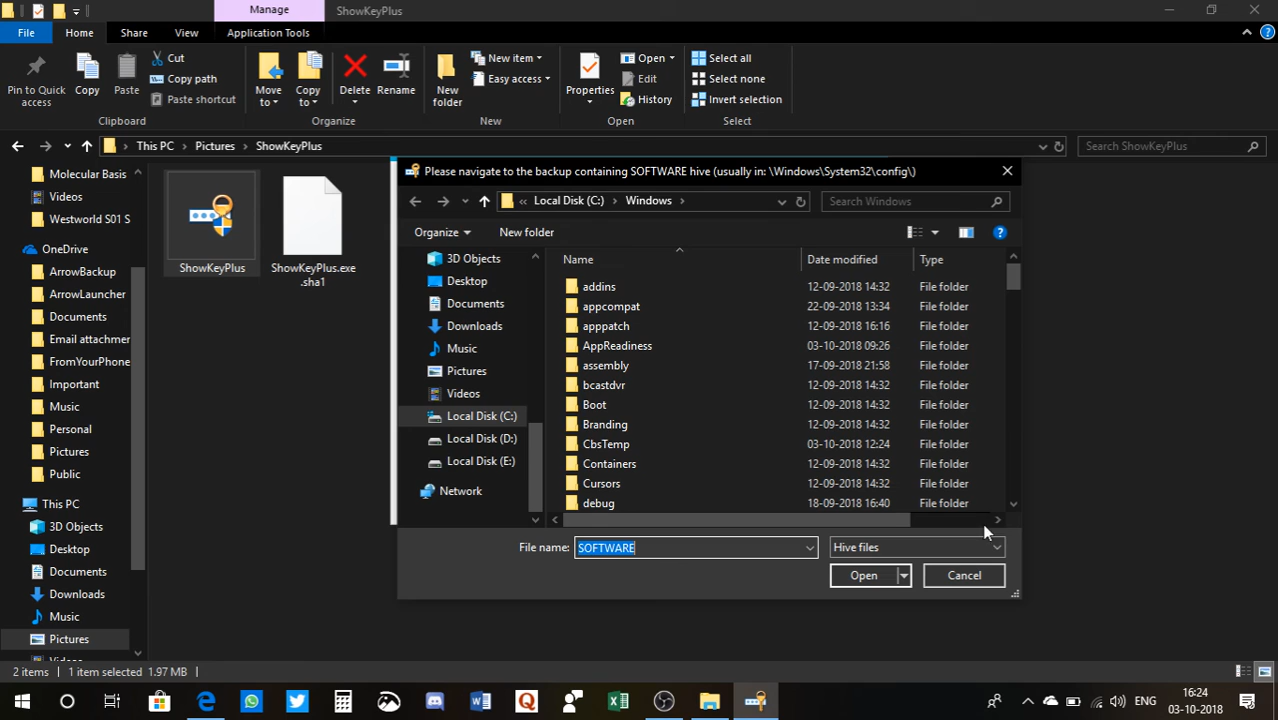 Manage
ShowKeyPlus
File
Home
Share
View
Application Tools
Pin to Quick access
Copy
Paste
Cut
Copy path
Paste shortcut
Move to
Copy to
Delete
Rename
New folder
New item
Easy access
Properties
Open
Edit
History
Select all
Select none
Invert selection
Clipboard
Organize
New
Open
Select
This PC > Pictures > ShowKeyPlus
Search ShowKeyPlus
Molecular Basis
Videos
Westworld S01 S
OneDrive
ArrowBackup
ArrowLauncher
Documents
Email attachmer
FromYourPhone
Important
Music
Personal
Pictures
Public
This PC
3D Objects
Desktop
Documents
Downloads
Music
Pictures
ShowKeyPlus
ShowKeyPlus.exe
.sha1
Please navigate to the backup containing SOFTWARE hive (usually in: \Windows\System32\config\)
« Local Disk (C:) > Windows >
Search Windows
Organize
New folder
3D Objects
Desktop
Documents
Downloads
Music
Pictures
Videos
Local Disk (C:)
Local Disk (D:)
Local Disk (E:)
Network
Name Date modified Type
addins 12-09-2018 14:32 File folder
appcompat 22-09-2018 13:34 File folder
apppatch 12-09-2018 16:16 File folder
AppReadiness 03-10-2018 09:26 File folder
assembly 17-09-2018 21:58 File folder
bcastdvr 12-09-2018 14:32 File folder
Boot 12-09-2018 14:32 File folder
Branding 12-09-2018 14:32 File folder
CbsTemp 03-10-2018 12:24 File folder
Containers 12-09-2018 14:32 File folder
Cursors 12-09-2018 14:32 File folder
debug 18-09-2018 16:40 File folder
File name: SOFTWARE
Hive files
Open
Cancel
2 items
1 item selected 1.97 MB
ENG
16:24
03-10-2018